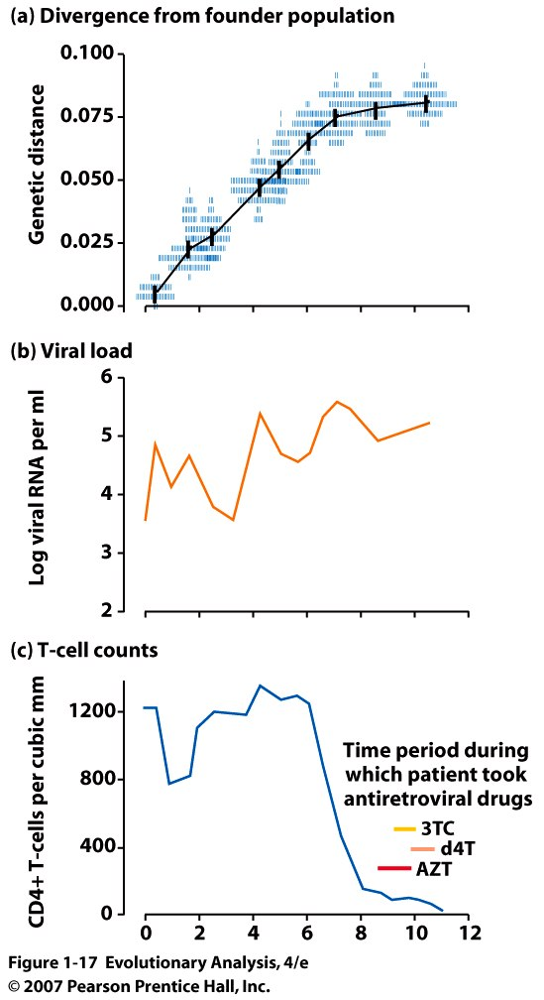 (a) Divergence from founder population
0.100
0.075
0.050
0.025
0.000
Genetic distance
(b) Viral load
6
5
4
3
2
Log viral RNA per ml
(c) T-cell counts
1200
800
400
0
CD4+ T-cells per cubic mm
Time period during
which patient took
antiretroviral drugs
3TC
d4T
AZT
0 2 4 6 8 10 12
Figure 1-17 Evolutionary Analysis, 4/e
© 2007 Pearson Prentice Hall, Inc.